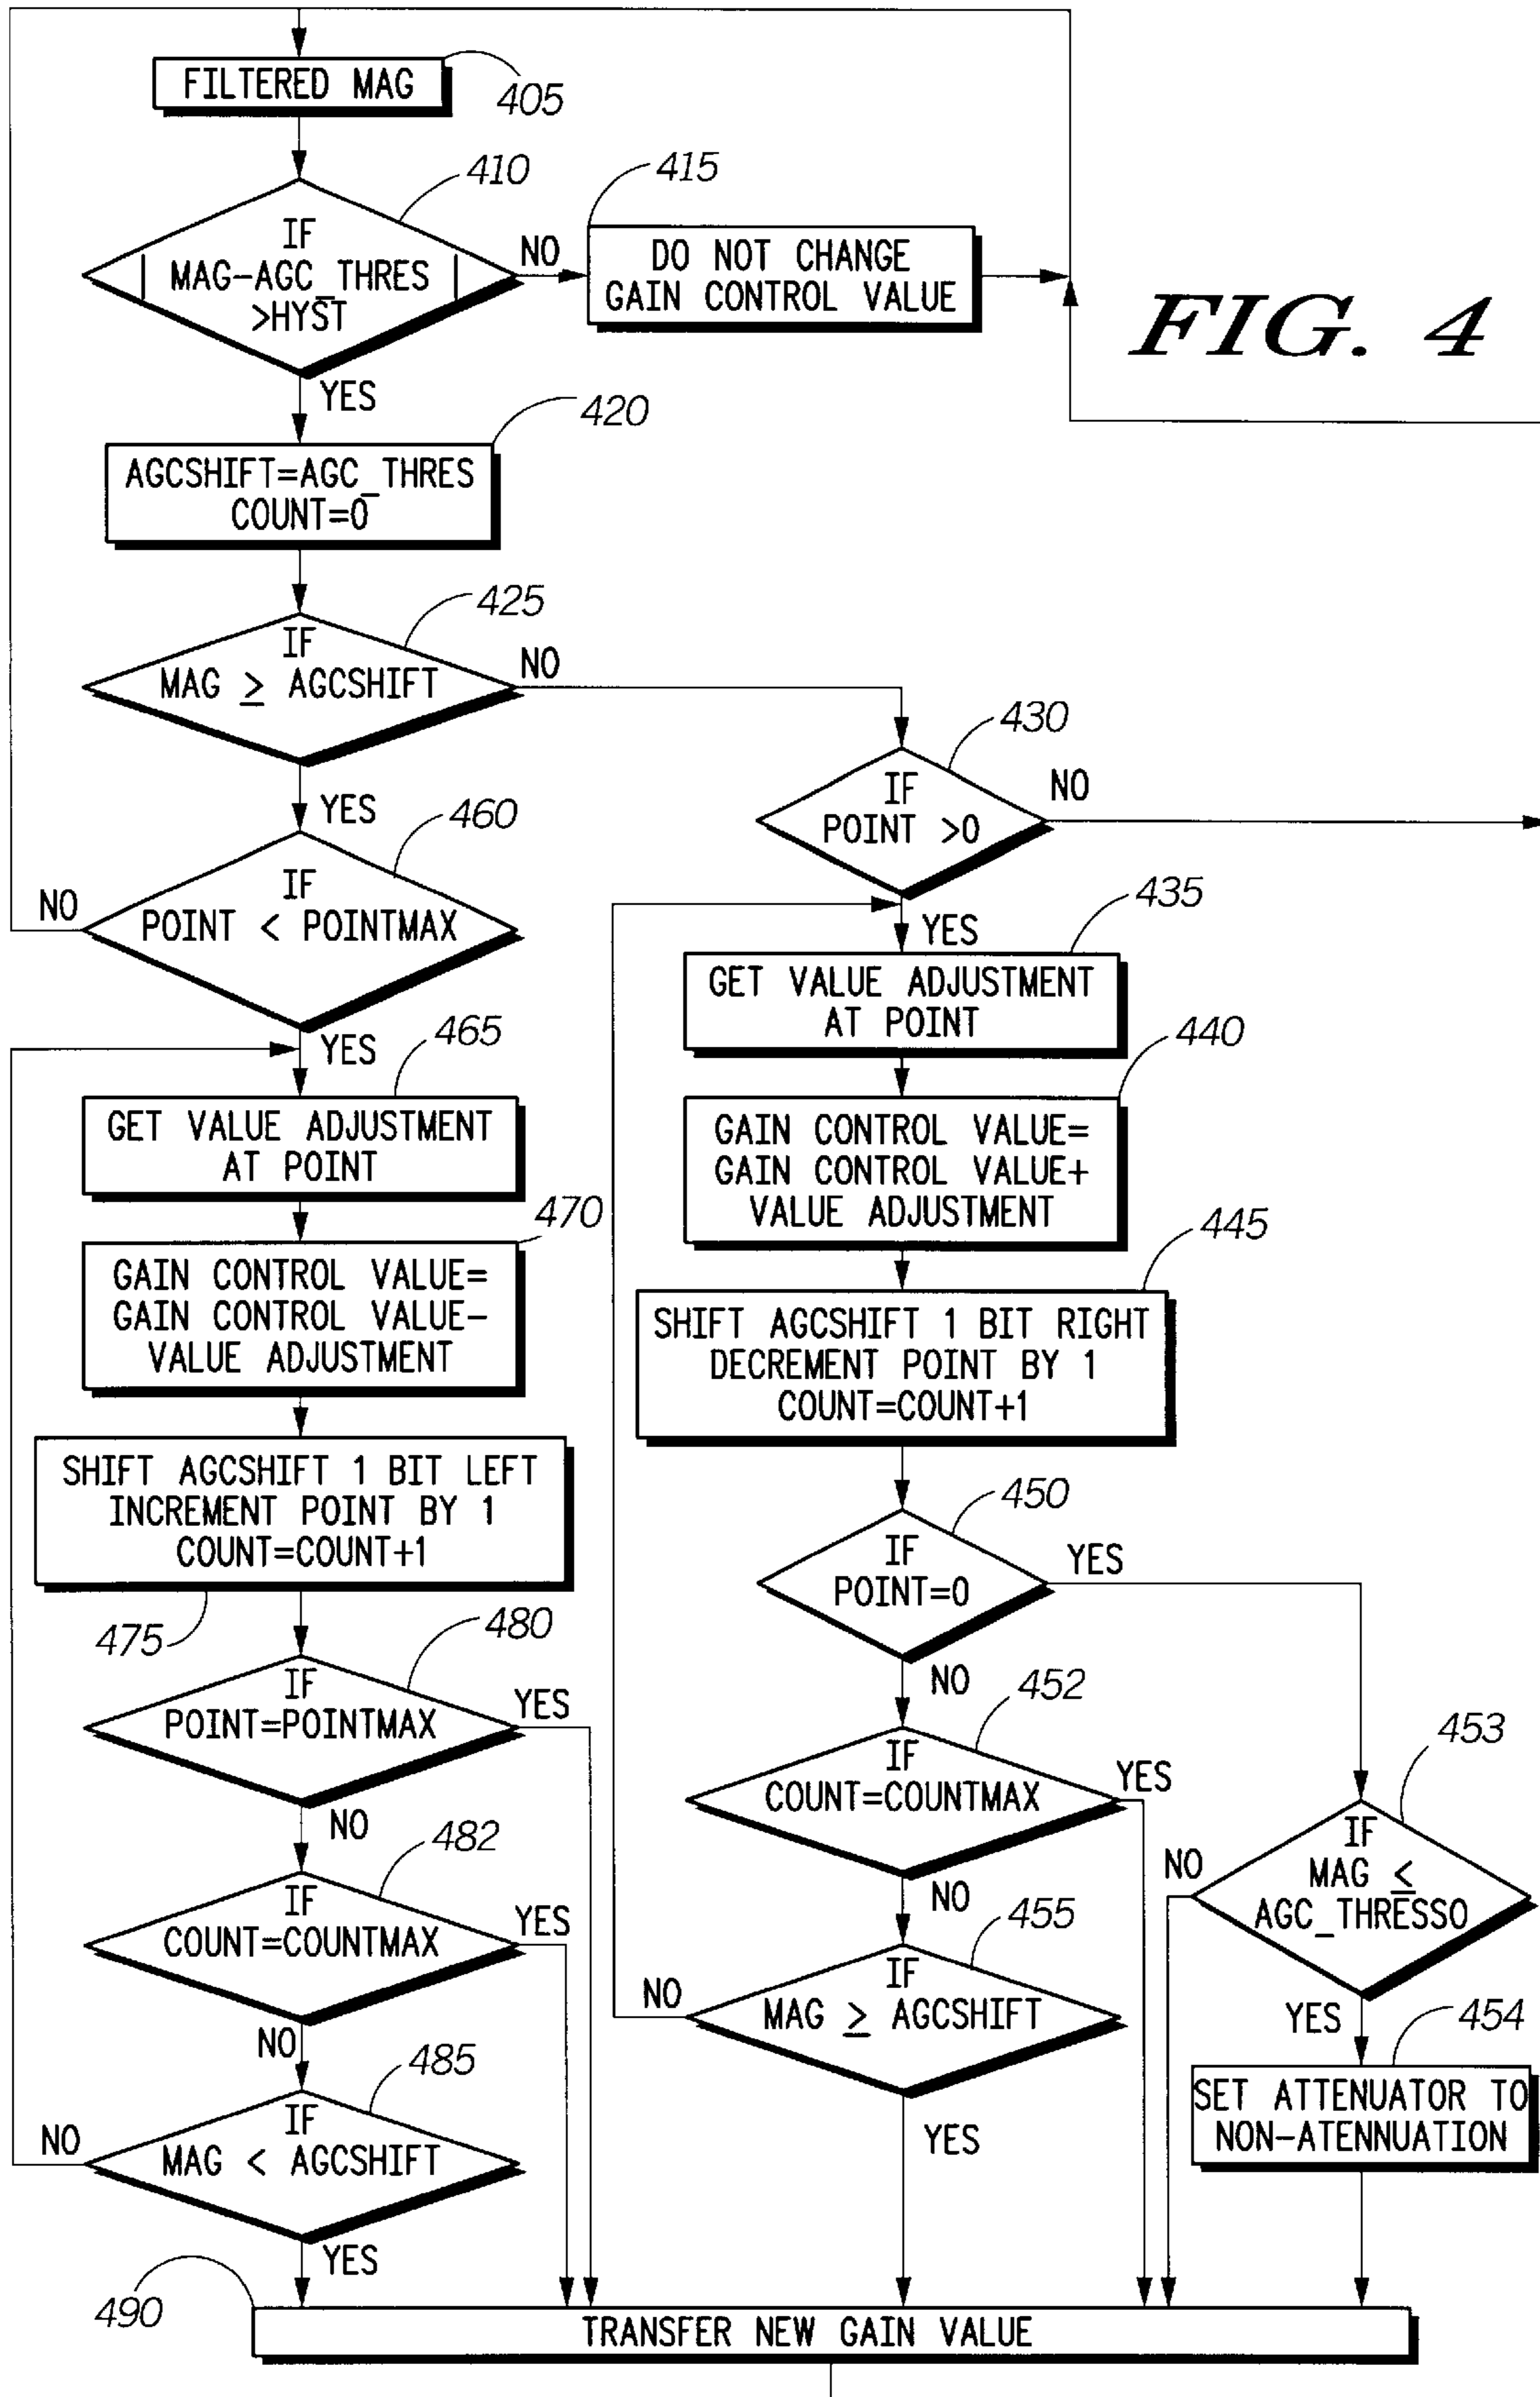 FILTERED MAG
405
410
IF
| MAG-AGC_THRES |
>HYST
NO
415
DO NOT CHANGE
GAIN CONTROL VALUE
FIG. 4
YES
420
AGCSHIFT=AGC_THRES
COUNT=0
425
IF
MAG ≥ AGCSHIFT
NO
YES
430
IF
POINT >0
NO
460
IF
POINT < POINTMAX
NO
YES
435
YES
GET VALUE ADJUSTMENT
AT POINT
440
GAIN CONTROL VALUE=
GAIN CONTROL VALUE+
VALUE ADJUSTMENT
445
SHIFT AGCSHIFT 1 BIT RIGHT
DECREMENT POINT BY 1
COUNT=COUNT+1
465
GET VALUE ADJUSTMENT
AT POINT
470
GAIN CONTROL VALUE=
GAIN CONTROL VALUE-
VALUE ADJUSTMENT
SHIFT AGCSHIFT 1 BIT LEFT
INCREMENT POINT BY 1
COUNT=COUNT+1
475
480
IF
POINT=POINTMAX
YES
NO
482
IF
COUNT=COUNTMAX
YES
NO
485
IF
MAG < AGCSHIFT
NO
YES
450
IF
POINT=0
YES
NO
452
IF
COUNT=COUNTMAX
YES
NO
455
IF
MAG ≥ AGCSHIFT
NO
YES
453
IF
MAG ≤
AGC_THRESS0
NO
YES
454
SET ATTENUATOR TO
NON-ATENNUATION
490
TRANSFER NEW GAIN VALUE